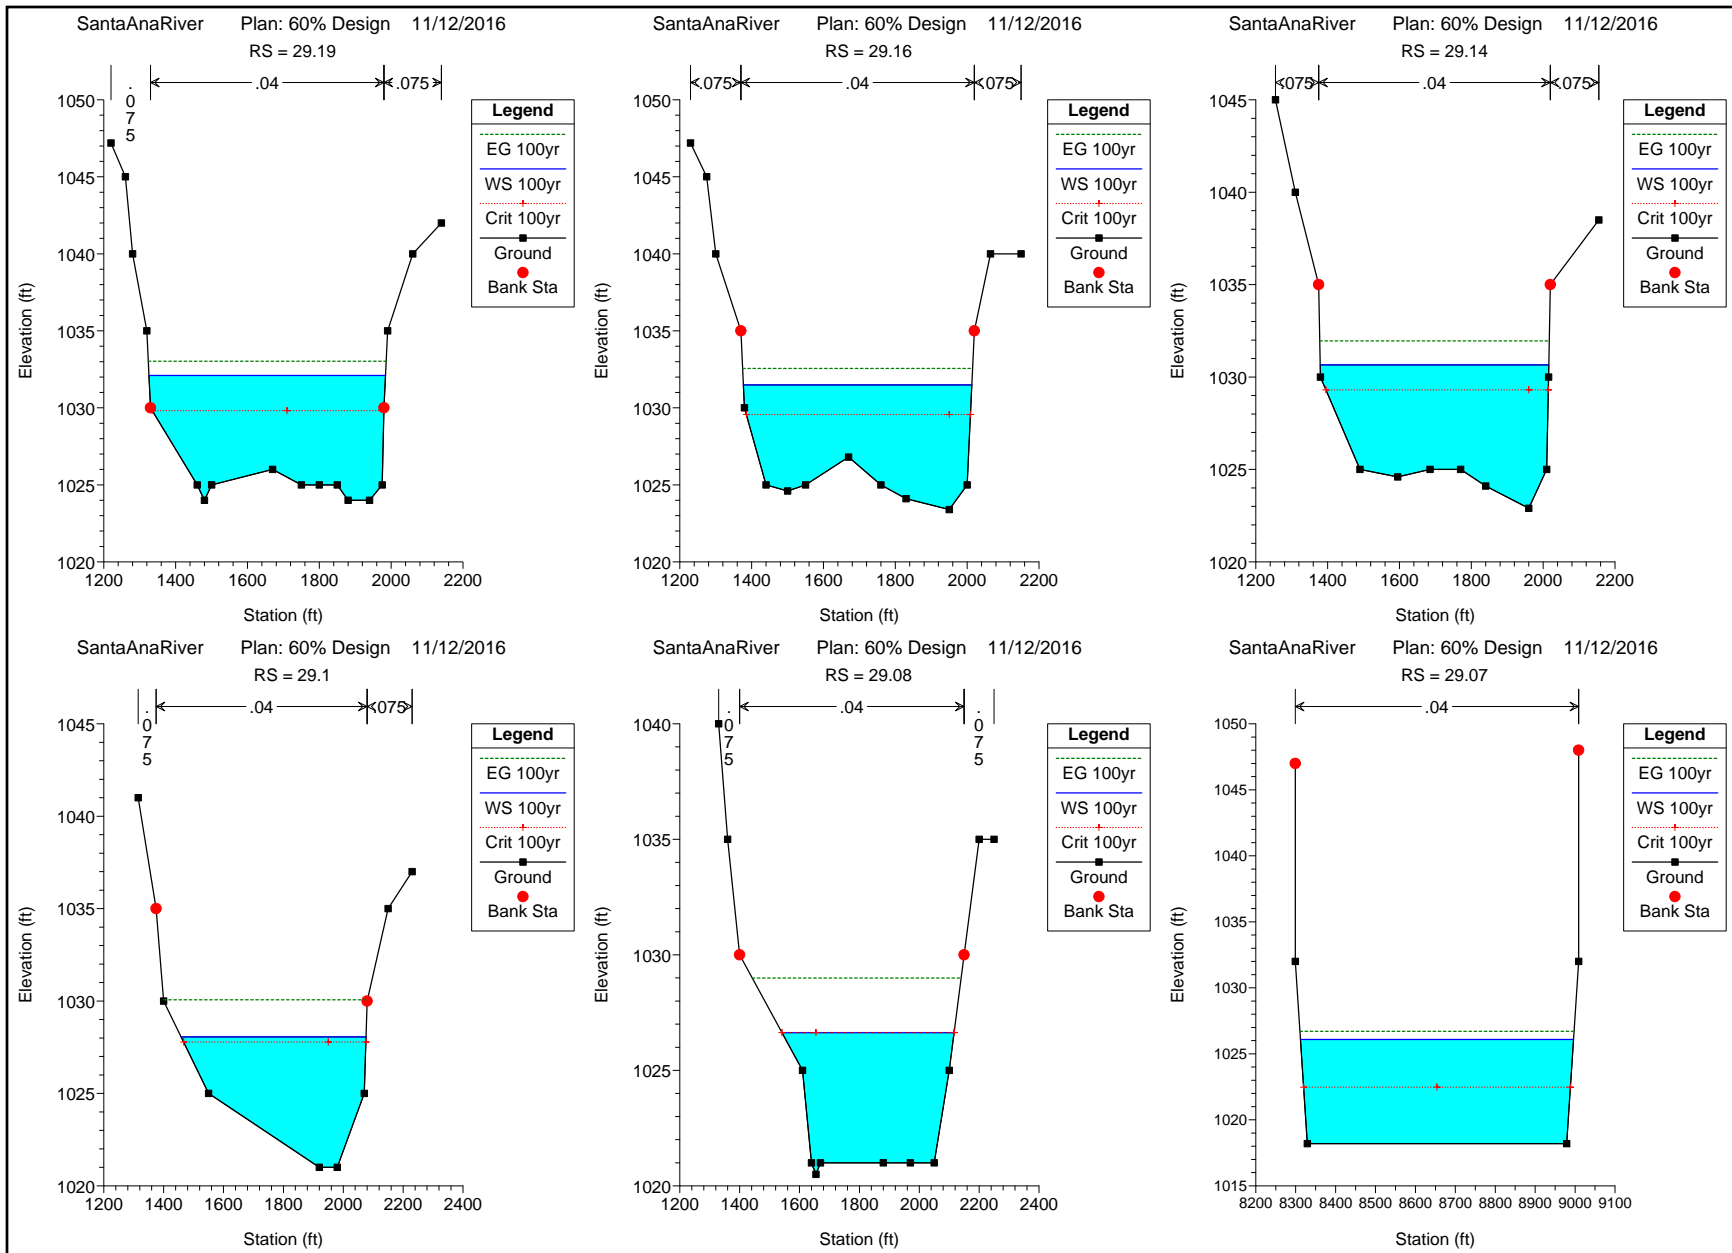 SantaAnaRiver Plan: 60% Design 11/12/2016
RS = 29.19
.075 .04 .075
Legend
EG 100yr
WS 100yr
Crit 100yr
Ground
Bank Sta
Elevation (ft)
1050
1045
1040
1035
1030
1025
1020
1200 1400 1600 1800 2000 2200
Station (ft)
SantaAnaRiver Plan: 60% Design 11/12/2016
RS = 29.16
.075 .04 .075
Legend
EG 100yr
WS 100yr
Crit 100yr
Ground
Bank Sta
Elevation (ft)
1050
1045
1040
1035
1030
1025
1020
1200 1400 1600 1800 2000 2200
Station (ft)
SantaAnaRiver Plan: 60% Design 11/12/2016
RS = 29.14
.075 .04 .075
Legend
EG 100yr
WS 100yr
Crit 100yr
Ground
Bank Sta
Elevation (ft)
1045
1040
1035
1030
1025
1020
1200 1400 1600 1800 2000 2200
Station (ft)
SantaAnaRiver Plan: 60% Design 11/12/2016
RS = 29.1
.075 .04 .075
Legend
EG 100yr
WS 100yr
Crit 100yr
Ground
Bank Sta
Elevation (ft)
1045
1040
1035
1030
1025
1020
1200 1400 1600 1800 2000 2200 2400
Station (ft)
SantaAnaRiver Plan: 60% Design 11/12/2016
RS = 29.08
.075 .04 .075
Legend
EG 100yr
WS 100yr
Crit 100yr
Ground
Bank Sta
Elevation (ft)
1040
1035
1030
1025
1020
1200 1400 1600 1800 2000 2200 2400
Station (ft)
SantaAnaRiver Plan: 60% Design 11/12/2016
RS = 29.07
.04
Legend
EG 100yr
WS 100yr
Crit 100yr
Ground
Bank Sta
Elevation (ft)
1050
1045
1040
1035
1030
1025
1020
1015
8200 8300 8400 8500 8600 8700 8800 8900 9000 9100
Station (ft)